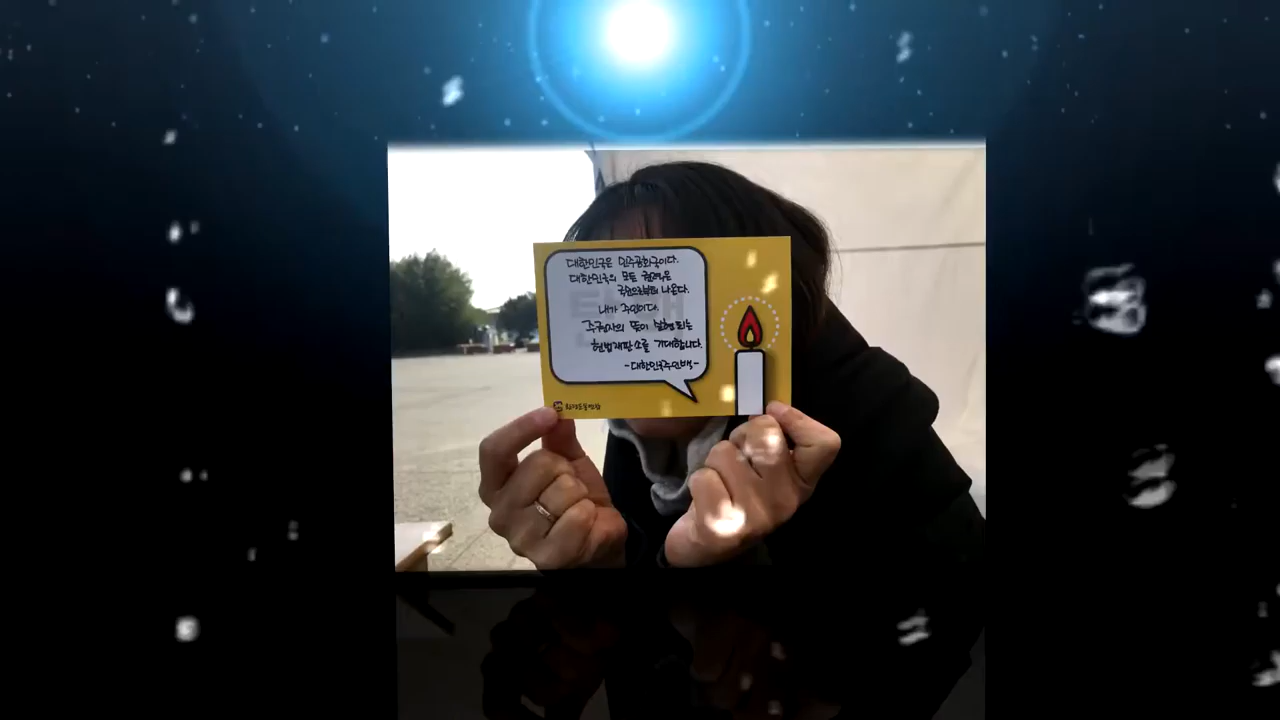 대한민국은 민주공화국이다.
대한민국의 모든 권력은
국민으로부터 나온다.
내가 주인이다.
주권자의 뜻이 실현되는
헌법재판소를 기대합니다.
-대한민국주인백-